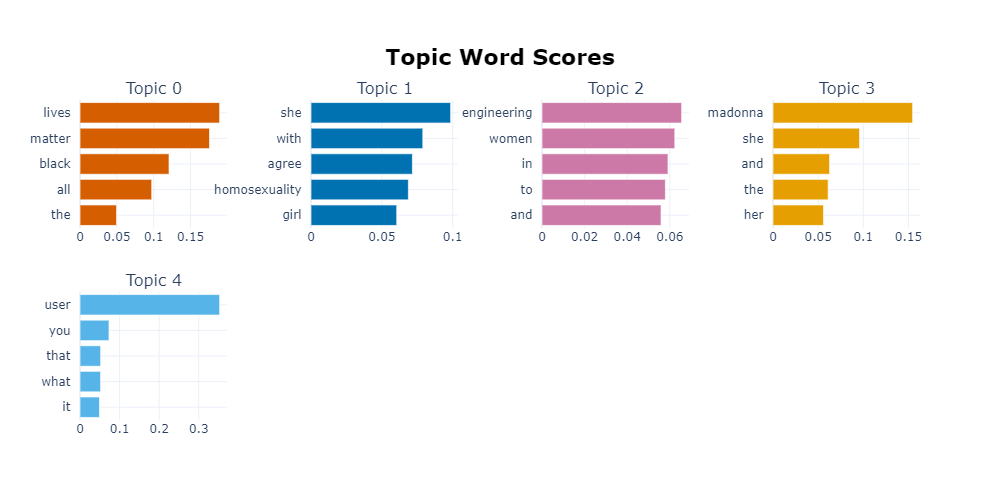 Topic Word Scores
Topic 0
lives
matter
black
all
the
0 0.05 0.1 0.15
Topic 1
she
with
agree
homosexuality
girl
0 0.05 0.1
Topic 2
engineering
women
in
to
and
0 0.02 0.04 0.06
Topic 3
madonna
she
and
the
her
0 0.05 0.1 0.15
Topic 4
user
you
that
what
it
0 0.1 0.2 0.3